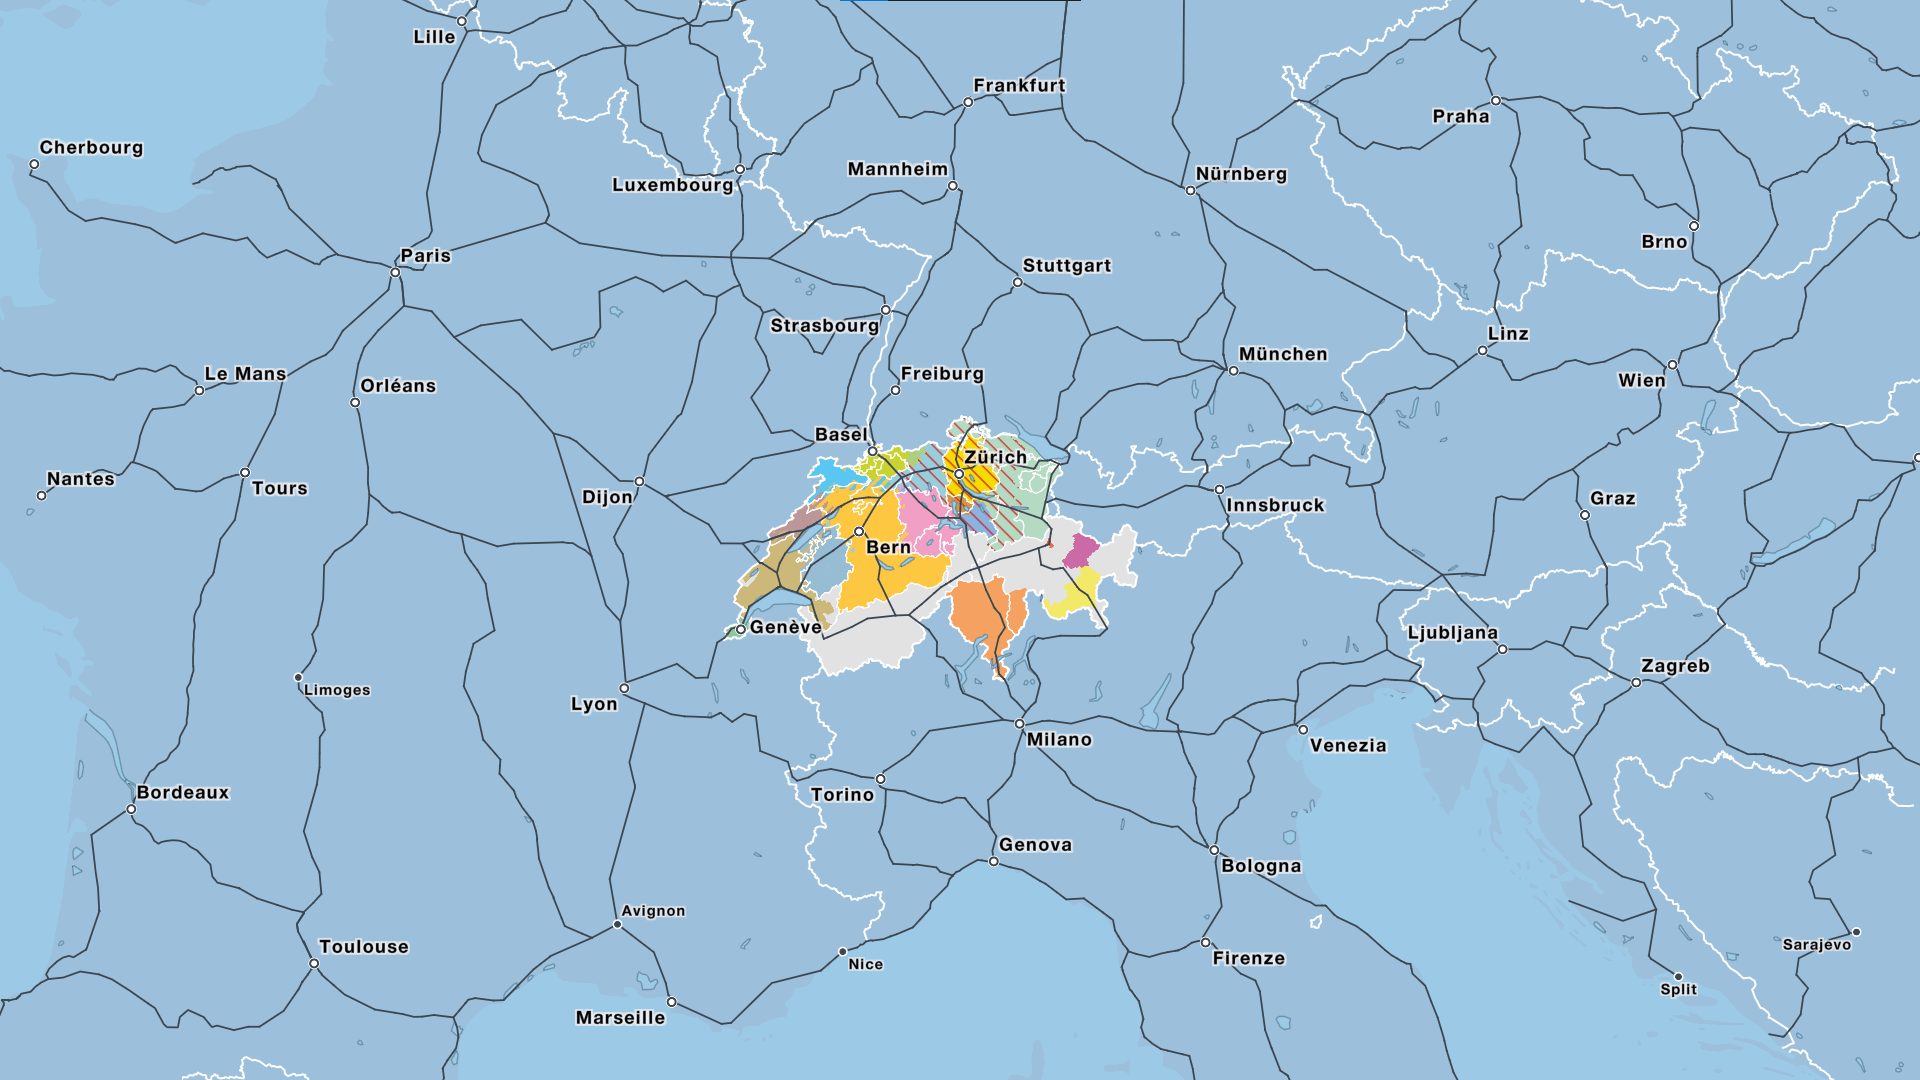 Lille
Frankfurt
Praha
Cherbourg
Mannheim
Nürnberg
Luxembourg
Brno
Paris
Stuttgart
Strasbourg
Linz
München
Le Mans
Freiburg
Wien
Orléans
Basel
Zürich
Nantes
Tours
Dijon
Innsbruck
Graz
Bern
Genève
Ljubljana
Zagreb
Limoges
Lyon
Milano
Venezia
Bordeaux
Torino
Genova
Bologna
Avignon
Toulouse
Sarajevo
Nice
Firenze
Split
Marseille